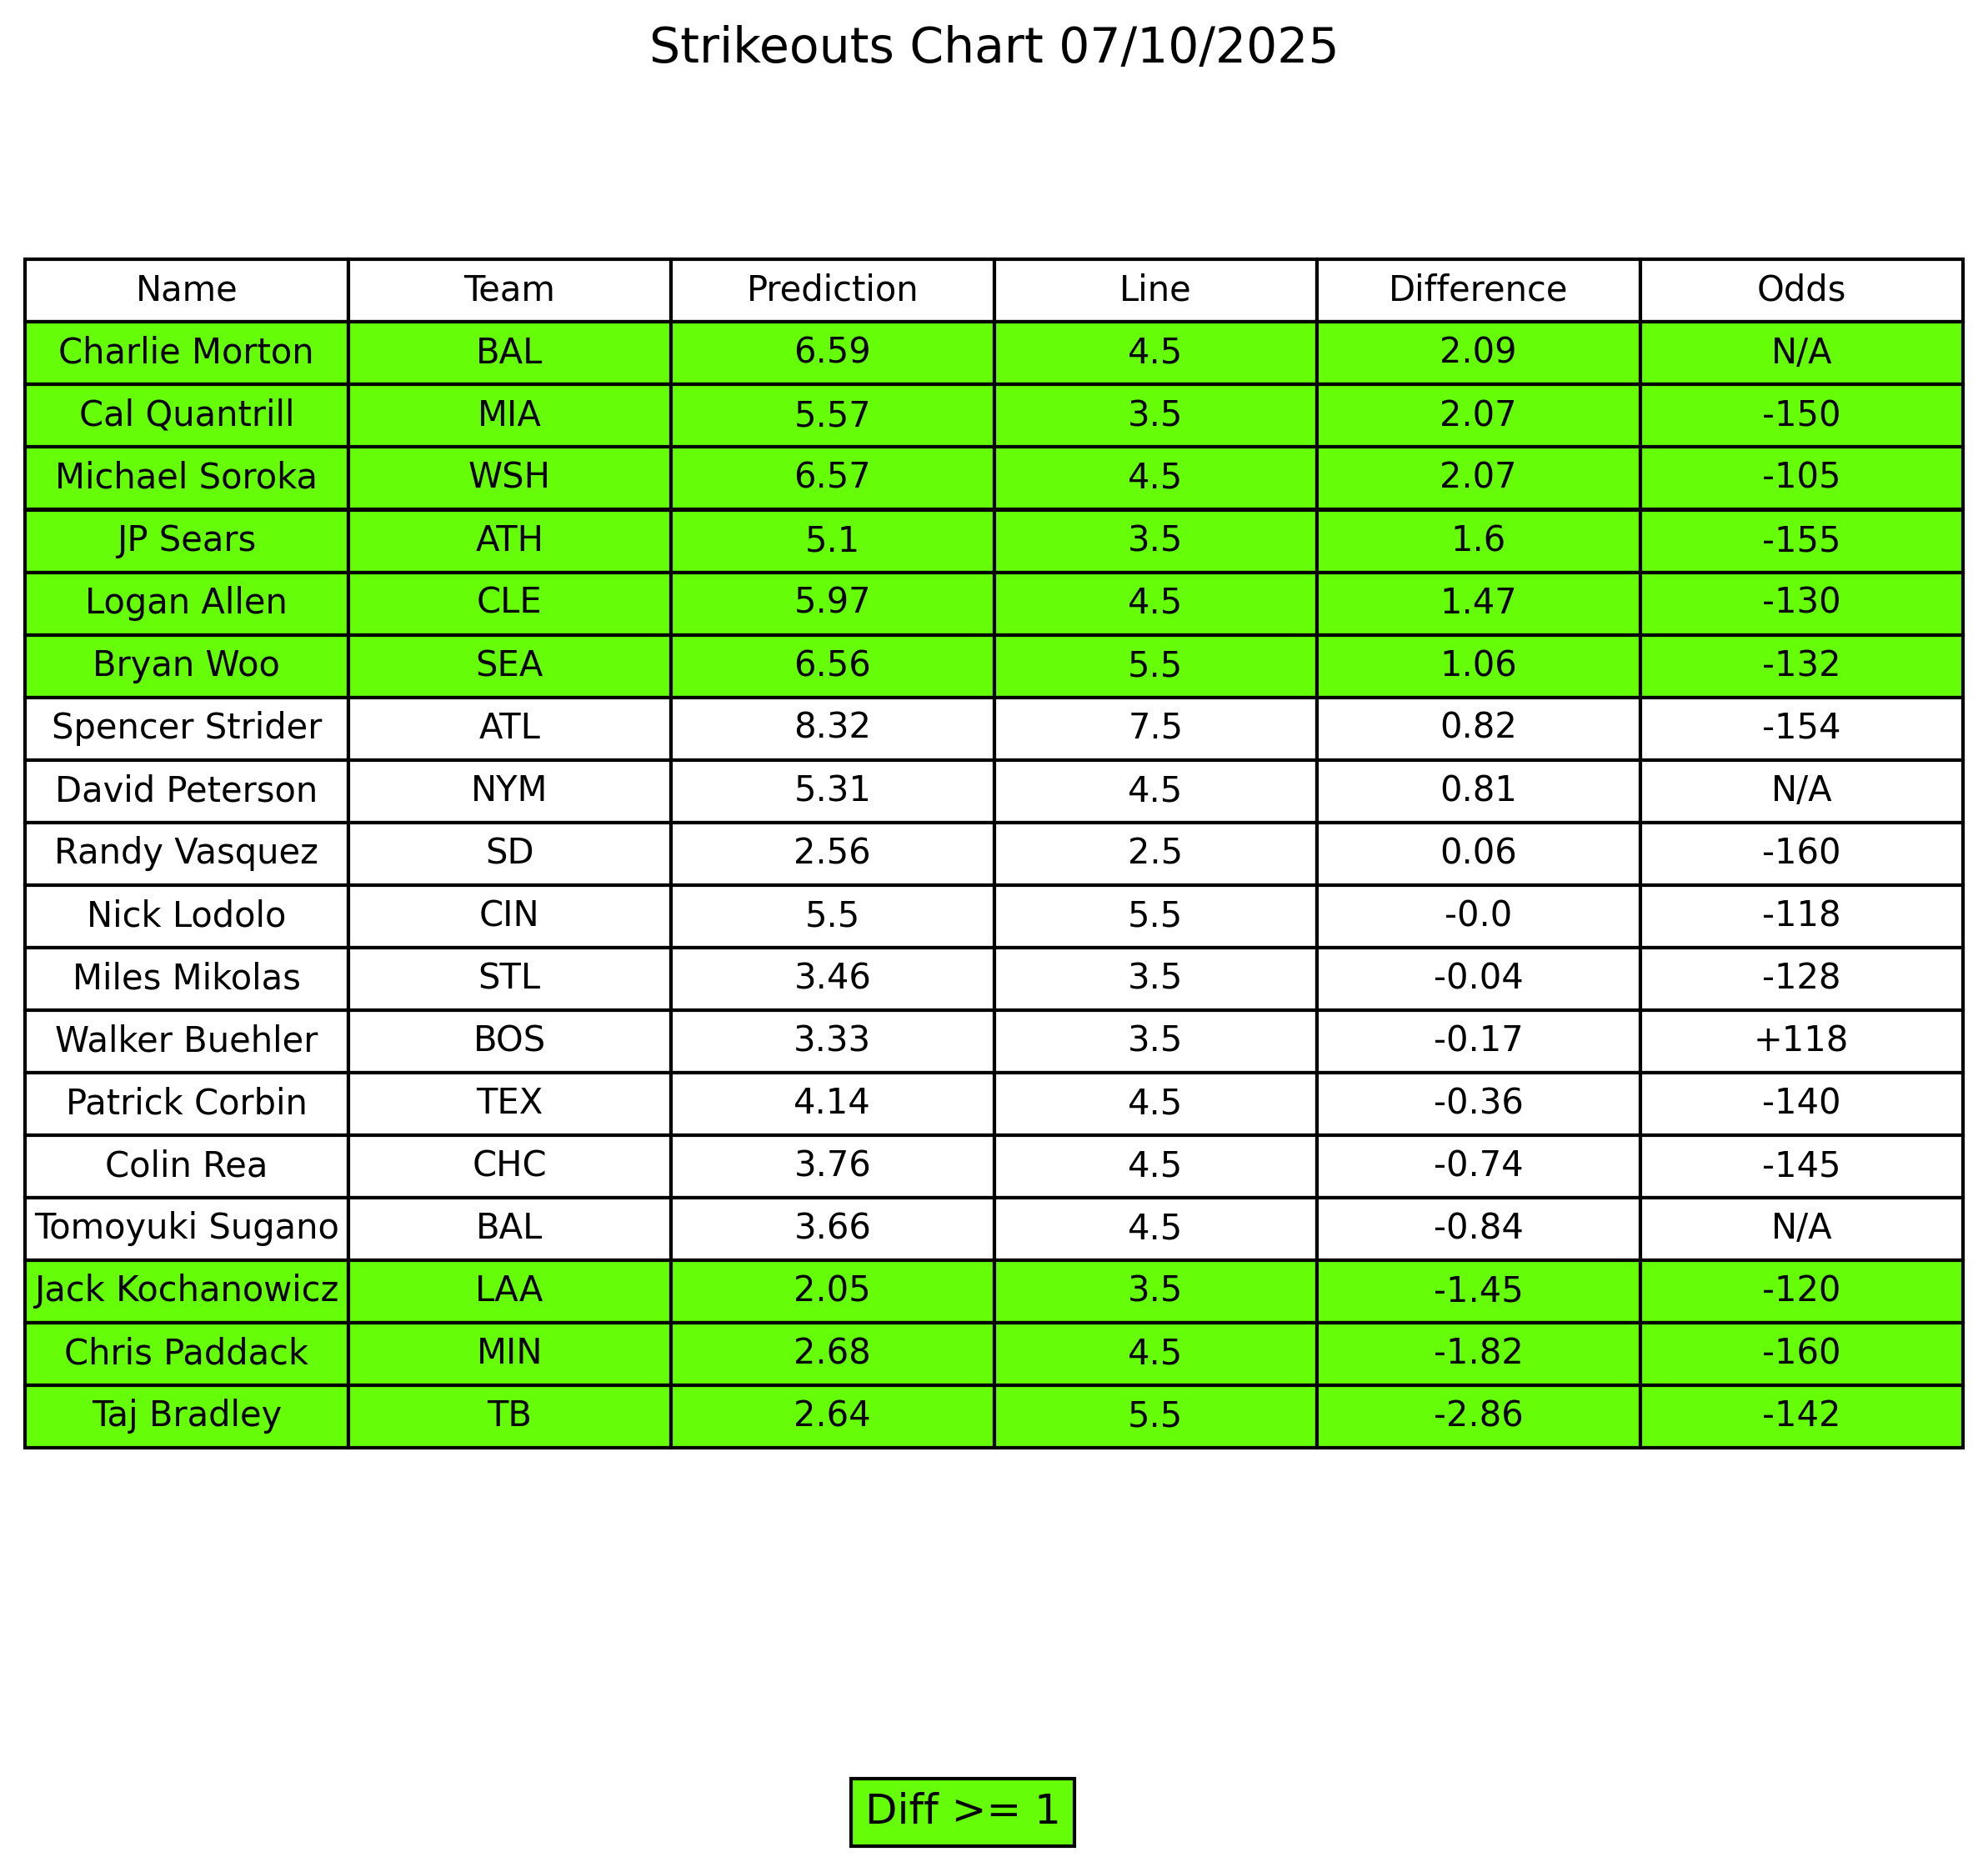 Strikeouts Chart 07/10/2025
Name Team Prediction Line Difference Odds
Charlie Morton BAL 6.59 4.5 2.09 N/A
Cal Quantrill MIA 5.57 3.5 2.07 -150
Michael Soroka WSH 6.57 4.5 2.07 -105
JP Sears ATH 5.1 3.5 1.6 -155
Logan Allen CLE 5.97 4.5 1.47 -130
Bryan Woo SEA 6.56 5.5 1.06 -132
Spencer Strider ATL 8.32 7.5 0.82 -154
David Peterson NYM 5.31 4.5 0.81 N/A
Randy Vasquez SD 2.56 2.5 0.06 -160
Nick Lodolo CIN 5.5 5.5 -0.0 -118
Miles Mikolas STL 3.46 3.5 -0.04 -128
Walker Buehler BOS 3.33 3.5 -0.17 +118
Patrick Corbin TEX 4.14 4.5 -0.36 -140
Colin Rea CHC 3.76 4.5 -0.74 -145
Tomoyuki Sugano BAL 3.66 4.5 -0.84 N/A
Jack Kochanowicz LAA 2.05 3.5 -1.45 -120
Chris Paddack MIN 2.68 4.5 -1.82 -160
Taj Bradley TB 2.64 5.5 -2.86 -142
Diff >= 1